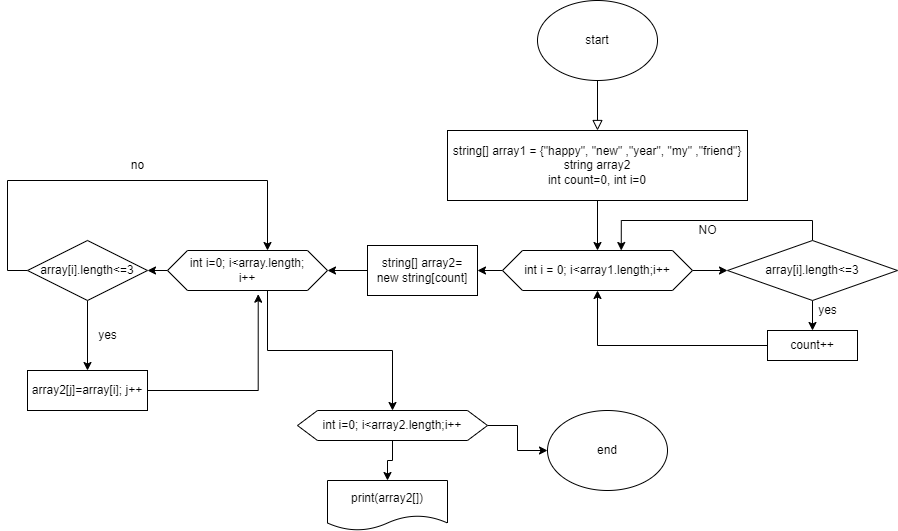 start
string[] array1 = {"happy", "new" ,"year", "my" ,"friend"}
string array2
int count=0, int i=0
no
NO
int i=0; i<array.length;
i++
array[i].length<=3
string[] array2=
new string[count]
int i = 0; i<array1.length;i++
array[i].length<=3
yes
yes
count++
array2[j]=array[i]; j++
int i=0; i<array2.length;i++
end
print(array2[])